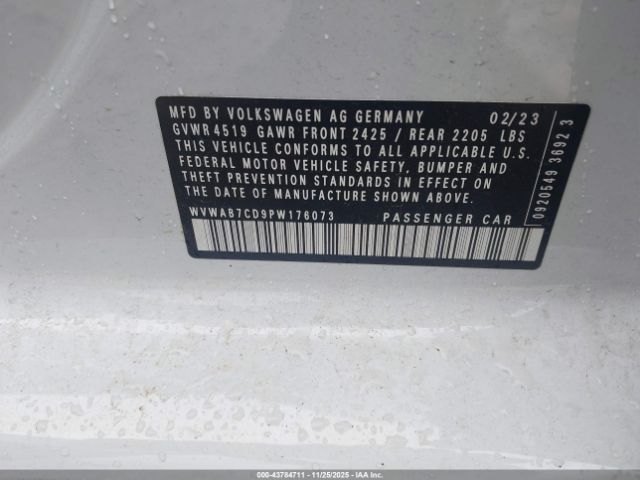 MFD BY VOLKSWAGEN AG GERMANY 02/23
GVWR 4519 GAWR FRONT 2425 / REAR 2205 LBS
THIS VEHICLE CONFORMS TO ALL APPLICABLE U.S.
FEDERAL MOTOR VEHICLE SAFETY, BUMPER AND
THEFT PREVENTION STANDARDS IN EFFECT ON
THE DATE OF MANUFACTURE SHOWN ABOVE.
WVWAB7CD9PW176073 PASSENGER CAR
0920549 3692 3
000-43784711 - 11/25/2025 - IAA Inc.